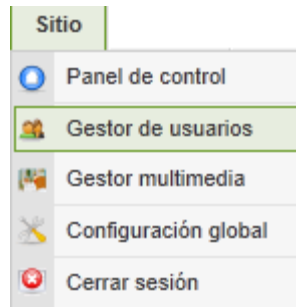 Sitio
Panel de control
Gestor de usuarios
Gestor multimedia
Configuración global
Cerrar sesión